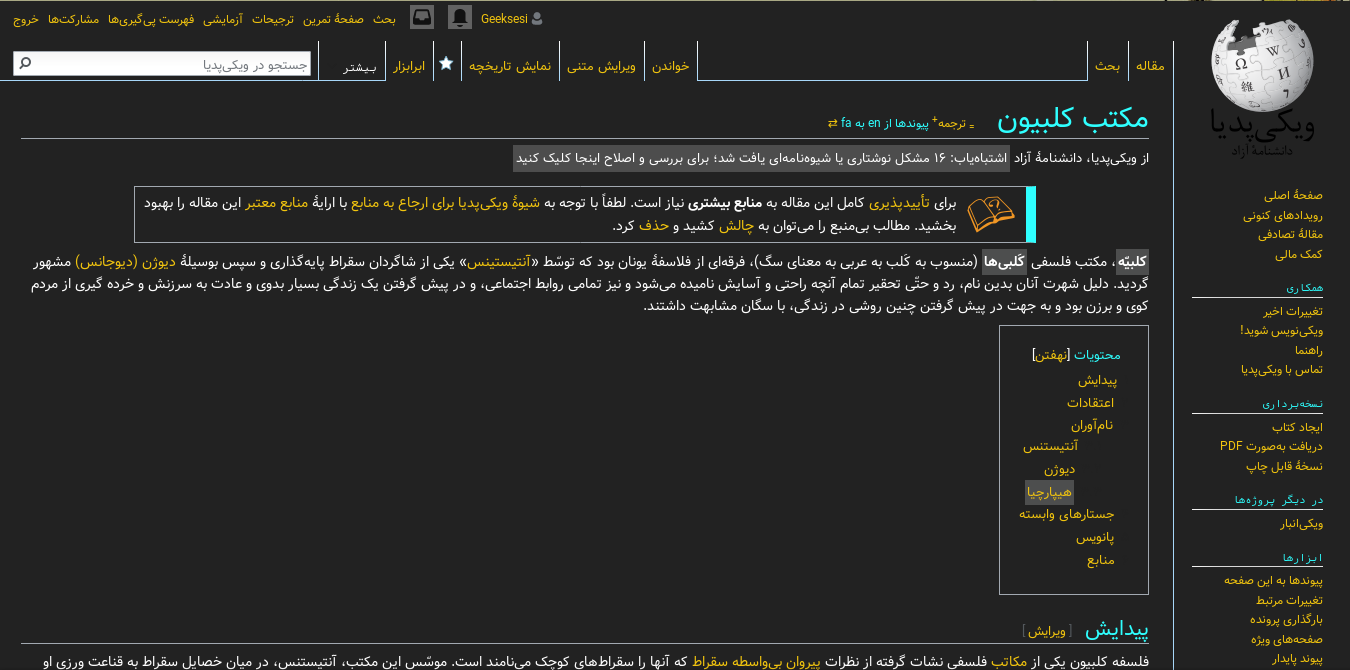 Geeksesi
بحث
صفحهٔ تمرین
ترجیحات
آزمایشی
فهرست پی‌گیری‌ها
مشارکت‌ها
خروج
مقاله
بحث
خواندن
ویرایش متنی
نمایش تاریخچه
ابرابزار
بیشتر
جستجو در ویکی‌پدیا
ویکی‌پدیا
دانشنامهٔ آزاد
صفحهٔ اصلی
رویدادهای کنونی
مقالهٔ تصادفی
کمک مالی
همکاری
تغییرات اخیر
ویکی‌نویس شوید!
راهنما
تماس با ویکی‌پدیا
نسخه‌برداری
ایجاد کتاب
دریافت به‌صورت PDF
نسخهٔ قابل چاپ
در دیگر پروژه‌ها
ویکی‌انبار
ابزارها
پیوندها به این صفحه
تغییرات مرتبط
بارگذاری پرونده
صفحه‌های ویژه
پیوند پایدار
مکتب کلبیون = ترجمه+ پیوندها از en به fa ⇄
از ویکی‌پدیا، دانشنامهٔ آزاد اشتباه‌یاب: ۱۶ مشکل نوشتاری یا شیوه‌نامه‌ای یافت شد؛ برای بررسی و اصلاح اینجا کلیک کنید
برای تأییدپذیری کامل این مقاله به منابع بیشتری نیاز است. لطفاً با توجه به شیوهٔ ویکی‌پدیا برای ارجاع به منابع با ارایهٔ منابع معتبر این مقاله را بهبود
بخشید. مطالب بی‌منبع را می‌توان به چالش کشید و حذف کرد.
کلبیّه، مکتب فلسفی کَلبی‌ها (منسوب به کَلب به عربی به معنای سگ)، فرقه‌ای از فلاسفهٔ یونان بود که توسّط «آنتیستینس» یکی از شاگردان سقراط پایه‌گذاری و سپس بوسیلهٔ دیوژن (دیوجانس) مشهور
گردید. دلیل شهرت آنان بدین نام، رد و حتّی تحقیر تمام آنچه راحتی و آسایش نامیده می‌شود و نیز تمامی روابط اجتماعی، و در پیش گرفتن یک زندگی بسیار بدوی و عادت به سرزنش و خرده گیری از مردم
کوی و برزن بود و به جهت در پیش گرفتن چنین روشی در زندگی، با سگان مشابهت داشتند.
محتویات [نهفتن]
پیدایش
اعتقادات
نام‌آوران
آنتیستنس
دیوژن
هیپارچیا
جستارهای وابسته
پانویس
منابع
پیدایش [ ویرایش ]
فلسفه کلبیون یکی از مکاتب فلسفی نشات گرفته از نظرات پیروان بی‌واسطه سقراط که آنها را سقراط‌های کوچک می‌نامند است. موسّس این مکتب، آنتیستنس، در میان خصایل سقراط به قناعت ورزی او